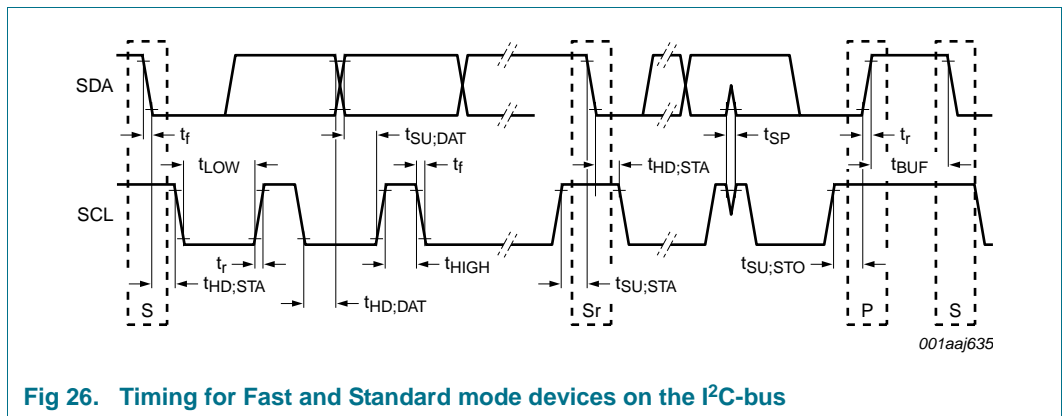 SDA
t_f
t_SU;DAT
t_SP
t_r
t_LOW
t_f
t_HD;STA
t_BUF
SCL
t_r
t_HIGH
t_SU;STO
t_HD;STA
t_SU;STA
t_HD;DAT
S
Sr
P
S
001aaj635
Fig 26. Timing for Fast and Standard mode devices on the I²C-bus